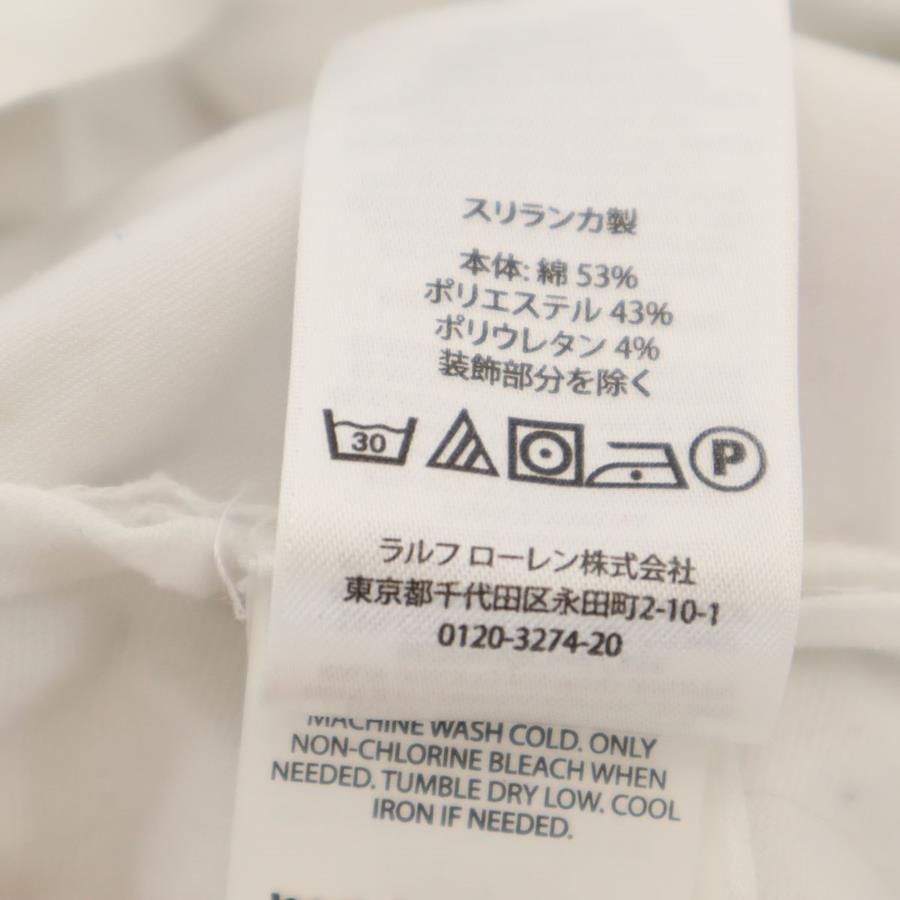 スリランカ製
本体: 綿 53%
ポリエステル 43%
ポリウレタン 4%
装飾部分を除く
30 P
ラルフ ローレン株式会社
東京都千代田区永田町2-10-1
0120-3274-20
MACHINE WASH COLD. ONLY
NON-CHLORINE BLEACH WHEN
NEEDED. TUMBLE DRY LOW. COOL
IRON IF NEEDED.